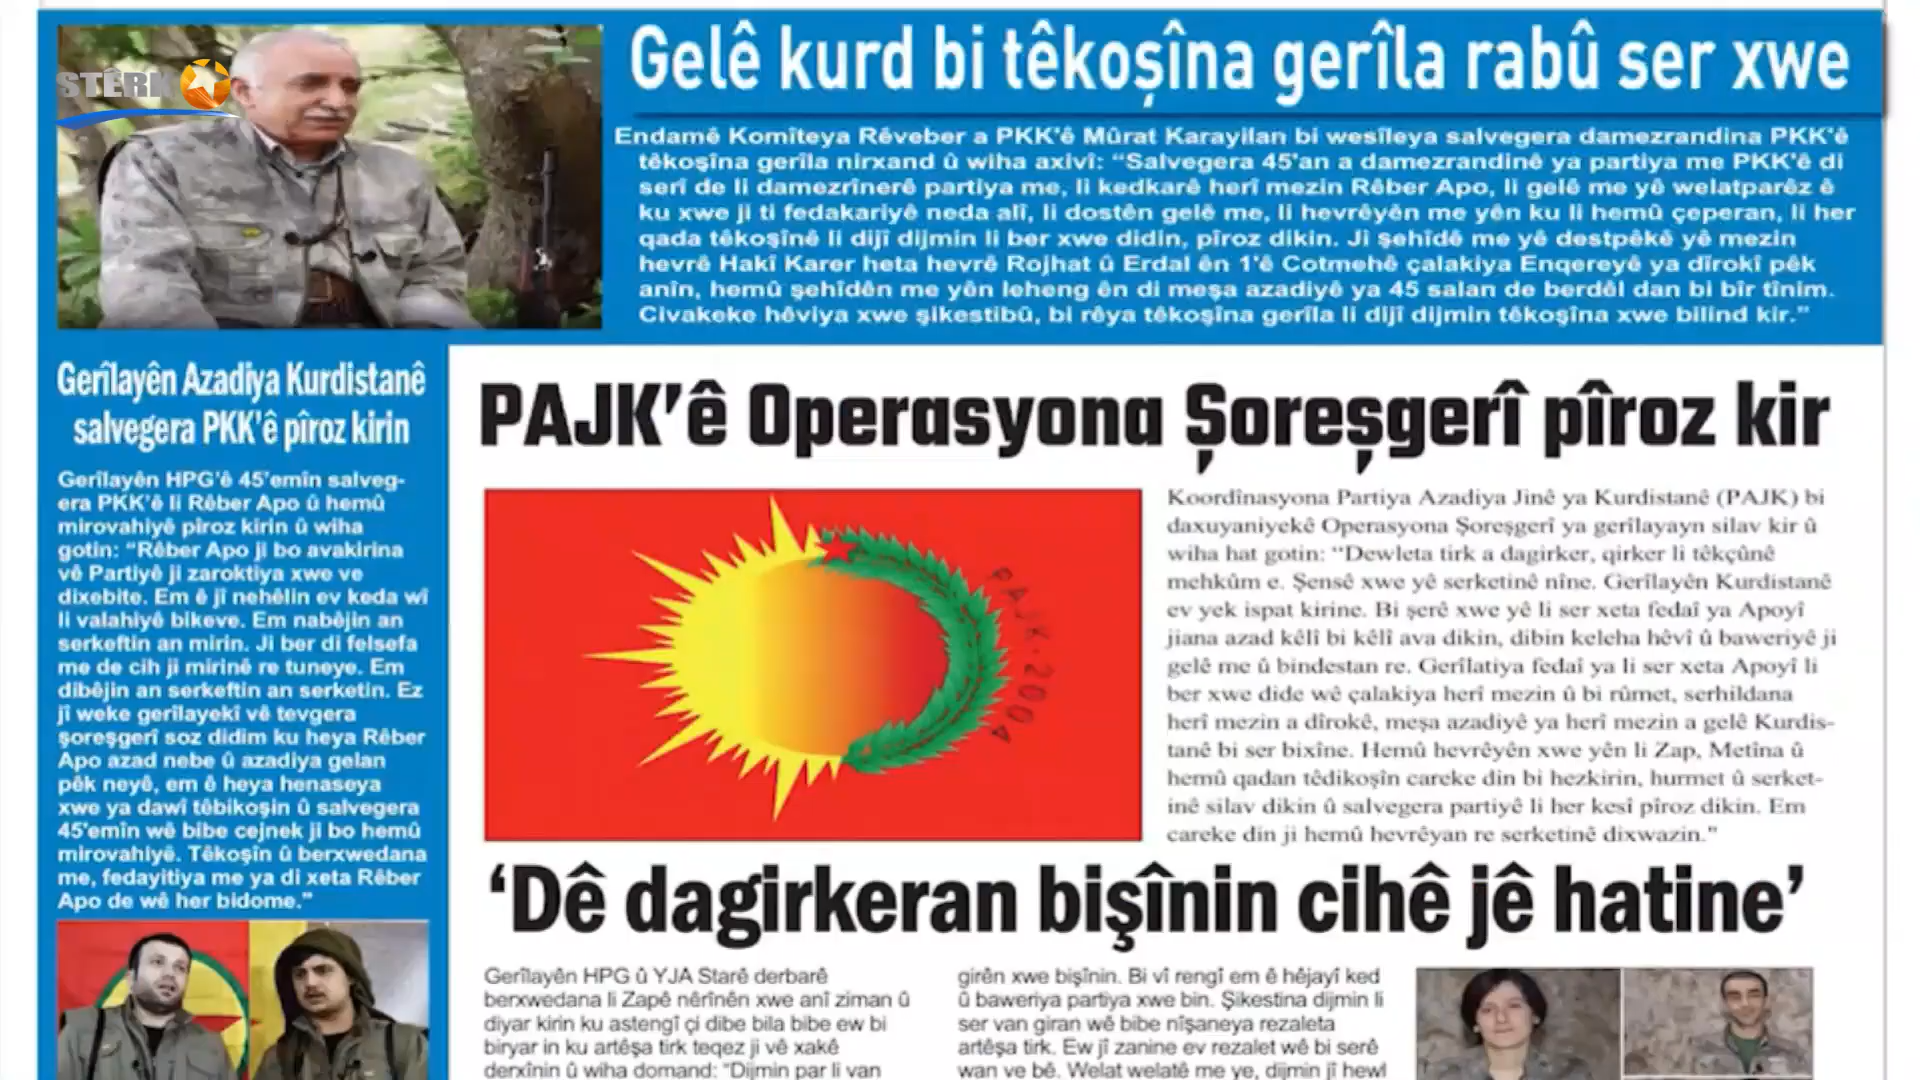 STÊRK
Gelê kurd bi têkoşîna gerîla rabû ser xwe
Endamê Komîteya Rêveber a PKK'ê Mûrat Karayilan bi wesîleya salvegera damezrandina PKK'ê
têkoşîna gerîla nirxand û wiha axivî: “Salvegera 45'an a damezrandinê ya partiya me PKK'ê di
serî de li damezrînerê partiya me, li kedkarê herî mezin Rêber Apo, li gelê me yê welatparêz ê
ku xwe ji ti fedakariyê neda alî, li dostên gelê me, li hevrêyên me yên ku li hemû çeperan, li her
qada têkoşînê li dijî dijmin li ber xwe didin, pîroz dikin. Ji şehîdê me yê destpêkê yê mezin
hevrê Hakî Karer heta hevrê Rojhat û Erdal ên 1'ê Cotmehê çalakiya Enqereyê ya dîrokî pêk
anîn, hemû şehîdên me yên leheng ên di meşa azadiyê ya 45 salan de berdêl dan bi bîr tînim.
Civakeke hêviya xwe şikestibû, bi rêya têkoşîna gerîla li dijî dijmin têkoşîna xwe bilind kir.”
Gerîlayên Azadiya Kurdistanê
salvegera PKK'ê pîroz kirin
Gerîlayên HPG'ê 45'emîn salveg-
era PKK'ê li Rêber Apo û hemû
mirovahiyê pîroz kirin û wiha
gotin: “Rêber Apo ji bo avakirina
vê Partiyê ji zaroktiya xwe ve
dixebite. Em ê jî nehêlin ev keda wî
li valahiyê bikeve. Em nabêjin an
serkeftin an mirin. Ji ber di felsefa
me de cih ji mirinê re tuneye. Em
dibêjin an serkeftin an serketin. Ez
jî weke gerîlayekî vê tevgera
şoreşgerî soz didim ku heya Rêber
Apo azad nebe û azadiya gelan
pêk neyê, em ê heya henaseya
xwe ya dawî têbikoşin û salvegera
45'emîn wê bibe cejnek ji bo hemû
mirovahiyê. Têkoşîn û berxwedana
me, fedayitiya me ya di xeta Rêber
Apo de wê her bidome.”
PAJK’ê Operasyona Şoreşgerî pîroz kir
PAJK·2004
Koordînasyona Partiya Azadiya Jinê ya Kurdistanê (PAJK) bi
daxuyaniyekê Operasyona Şoreşgerî ya gerîlayayn silav kir û
wiha hat gotin: “Dewleta tirk a dagirker, qirker li têkçûnê
mehkûm e. Şensê xwe yê serketinê nîne. Gerîlayên Kurdistanê
ev yek ispat kirine. Bi şerê xwe yê li ser xeta fedaî ya Apoyî
jiana azad kêlî bi kêlî ava dikin, dibin keleha hêvî û baweriyê ji
gelê me û bindestan re. Gerîlatiya fedaî ya li ser xeta Apoyî li
ber xwe dide wê çalakiya herî mezin û bi rûmet, serhildana
herî mezin a dîrokê, meşa azadiyê ya herî mezin a gelê Kurdis-
tanê bi ser bixîne. Hemû hevrêyên xwe yên li Zap, Metîna û
hemû qadan têdikoşîn careke din bi hezkirin, hurmet û serket-
inê silav dikin û salvegera partiyê li her kesî pîroz dikin. Em
careke din ji hemû hevrêyan re serketinê dixwazin."
‘Dê dagirkeran bişînin cihê jê hatine’
Gerîlayên HPG û YJA Starê derbarê
berxwedana li Zapê nêrînên xwe anî ziman û
diyar kirin ku astengî çi dibe bila bibe ew bi
biryar in ku artêşa tirk teqez ji vê xakê
derxînin û wiha domand: “Dijmin par li van
girên xwe bişînin. Bi vî rengî em ê hêjayî ked
û baweriya partiya xwe bin. Şikestina dijmin li
ser van giran wê bibe nîşaneya rezaleta
artêşa tirk. Ew jî zanine ev rezalet wê bi serê
wan ve bê. Welat welatê me ye, dijmin jî hewl